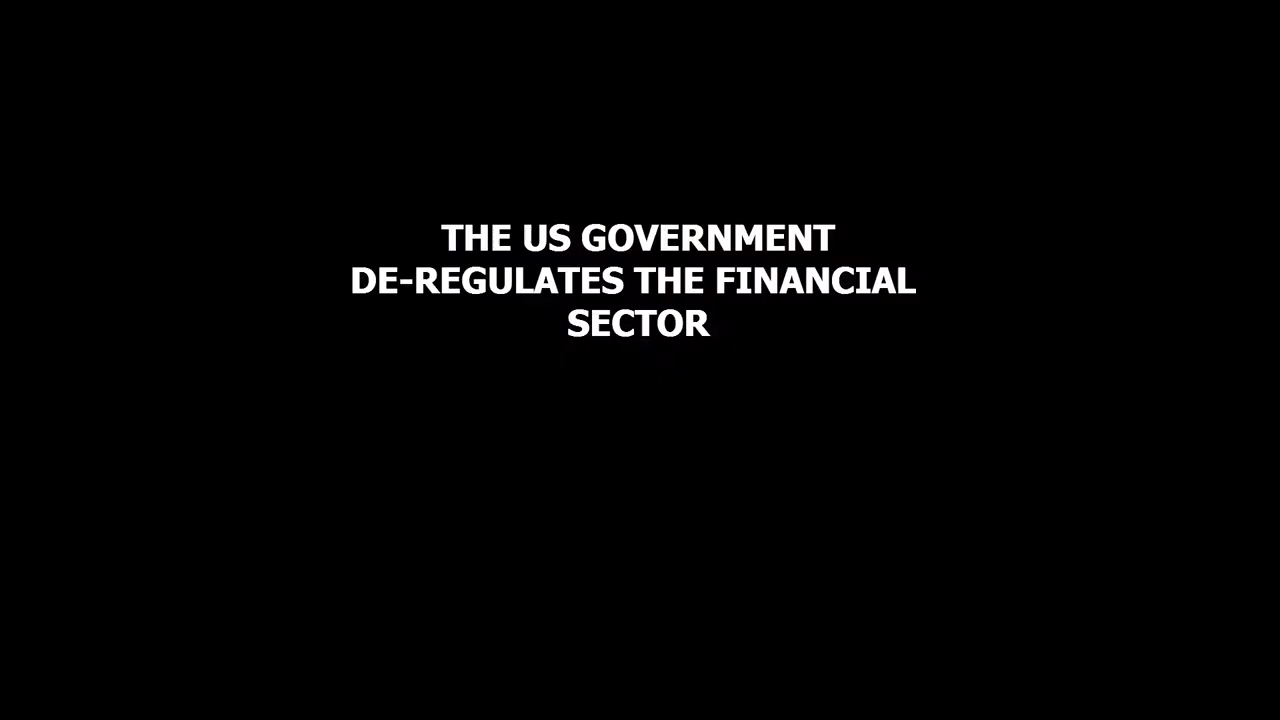 THE US GOVERNMENT
DE-REGULATES THE FINANCIAL
SECTOR